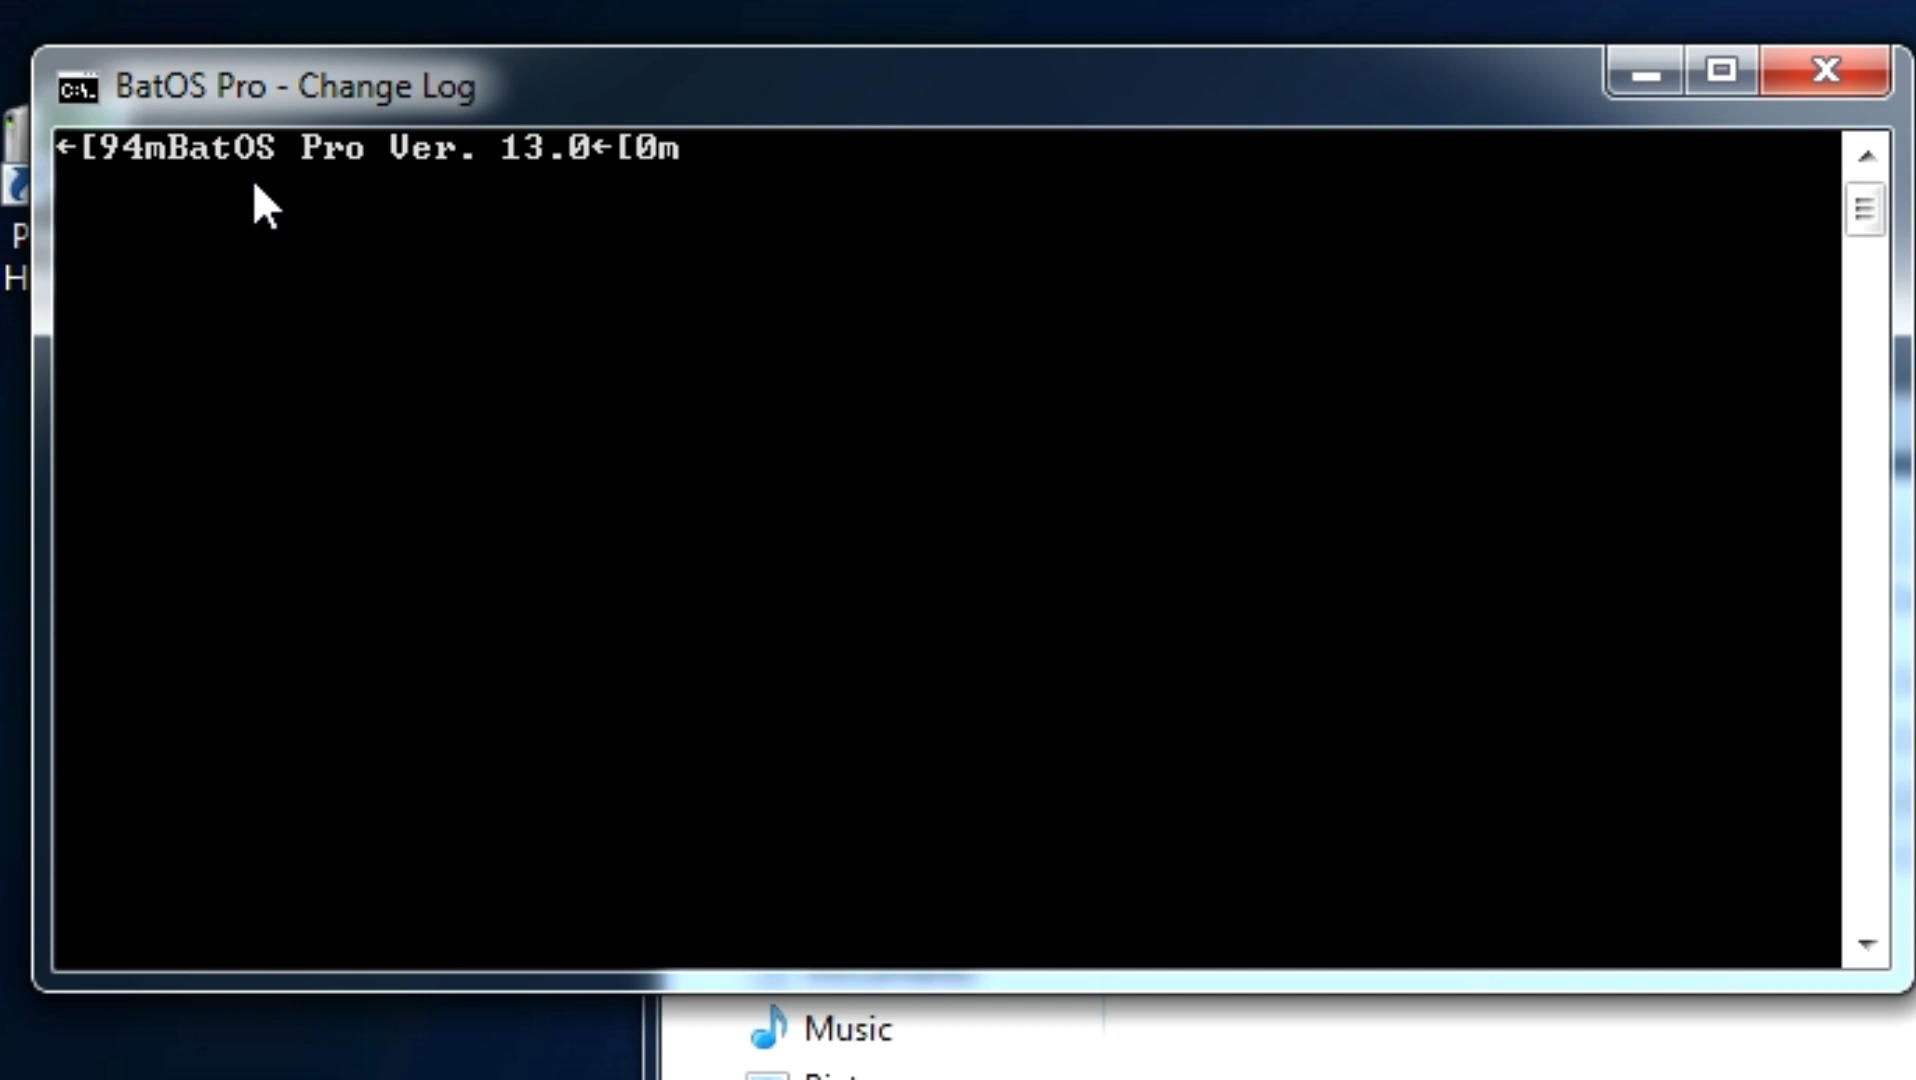 BatOS Pro - Change Log
←[94mBatOS Pro Ver. 13.0←[0m
P
H
Music